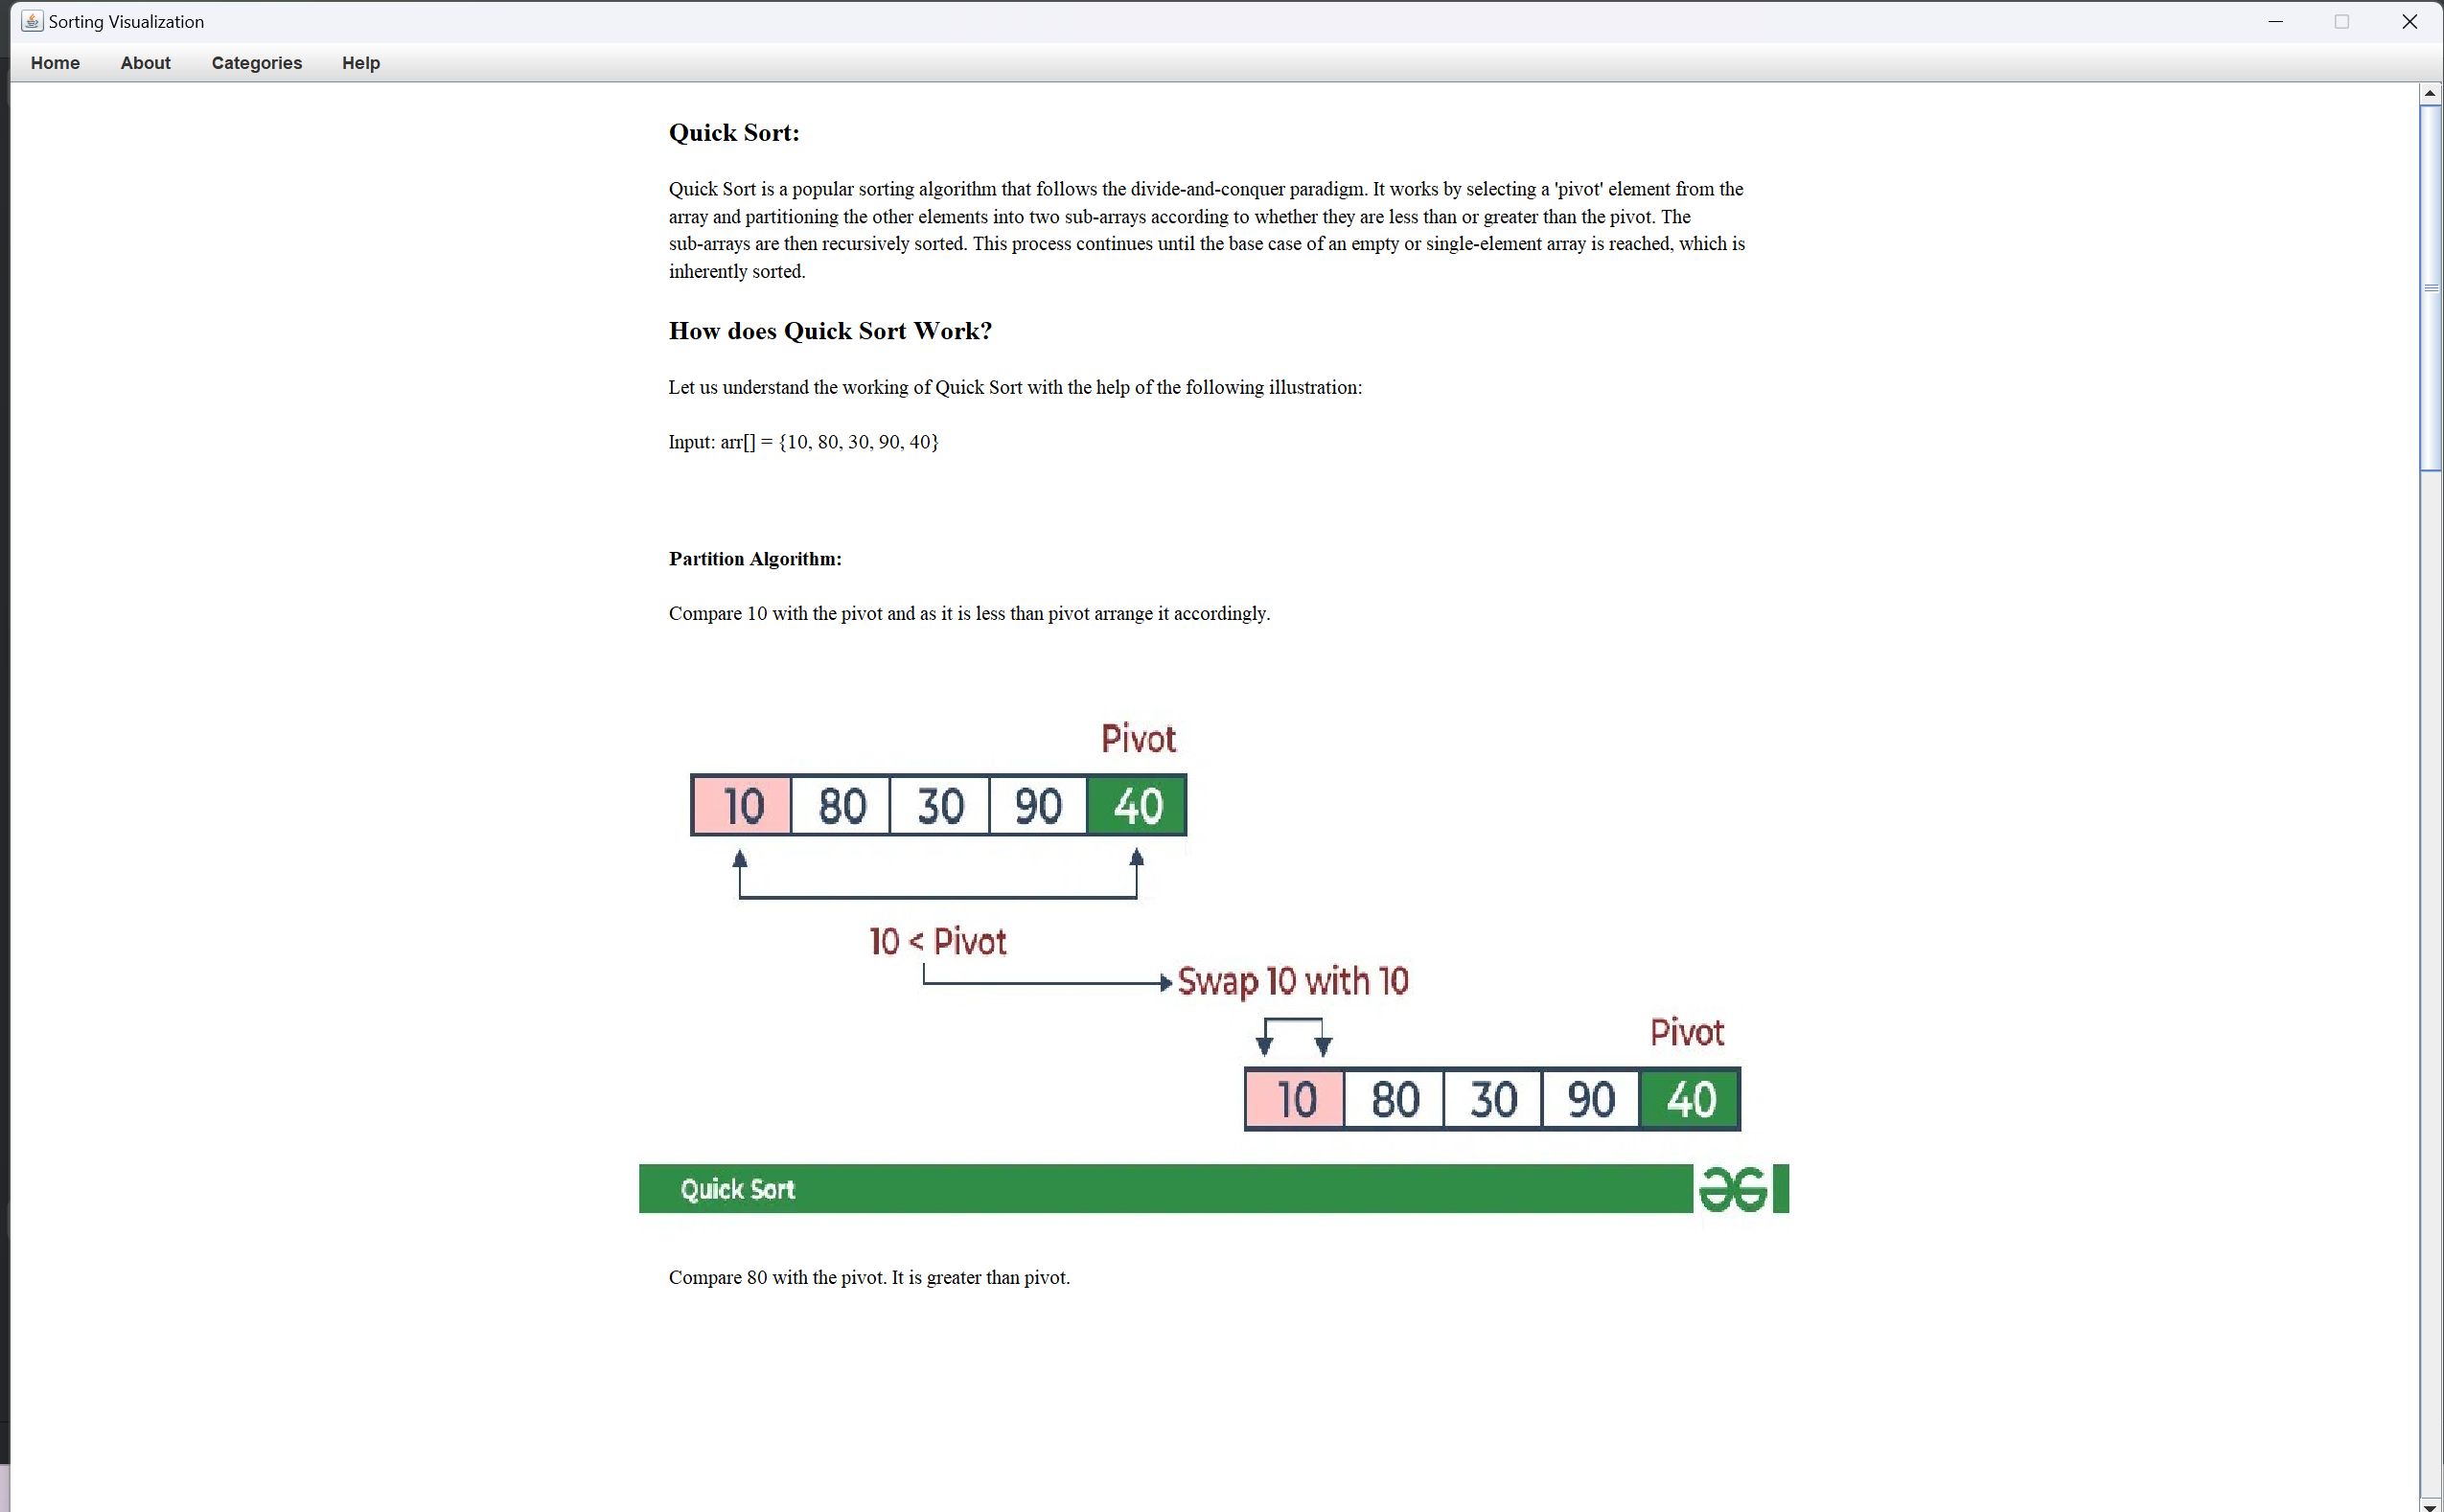 Sorting Visualization
Home About Categories Help
Quick Sort:
Quick Sort is a popular sorting algorithm that follows the divide-and-conquer paradigm. It works by selecting a 'pivot' element from the
array and partitioning the other elements into two sub-arrays according to whether they are less than or greater than the pivot. The
sub-arrays are then recursively sorted. This process continues until the base case of an empty or single-element array is reached, which is
inherently sorted.
How does Quick Sort Work?
Let us understand the working of Quick Sort with the help of the following illustration:
Input: arr[] = {10, 80, 30, 90, 40}
Partition Algorithm:
Compare 10 with the pivot and as it is less than pivot arrange it accordingly.
Pivot
10 80 30 90 40
10 < Pivot
Swap 10 with 10
Pivot
10 80 30 90 40
Quick Sort
Compare 80 with the pivot. It is greater than pivot.